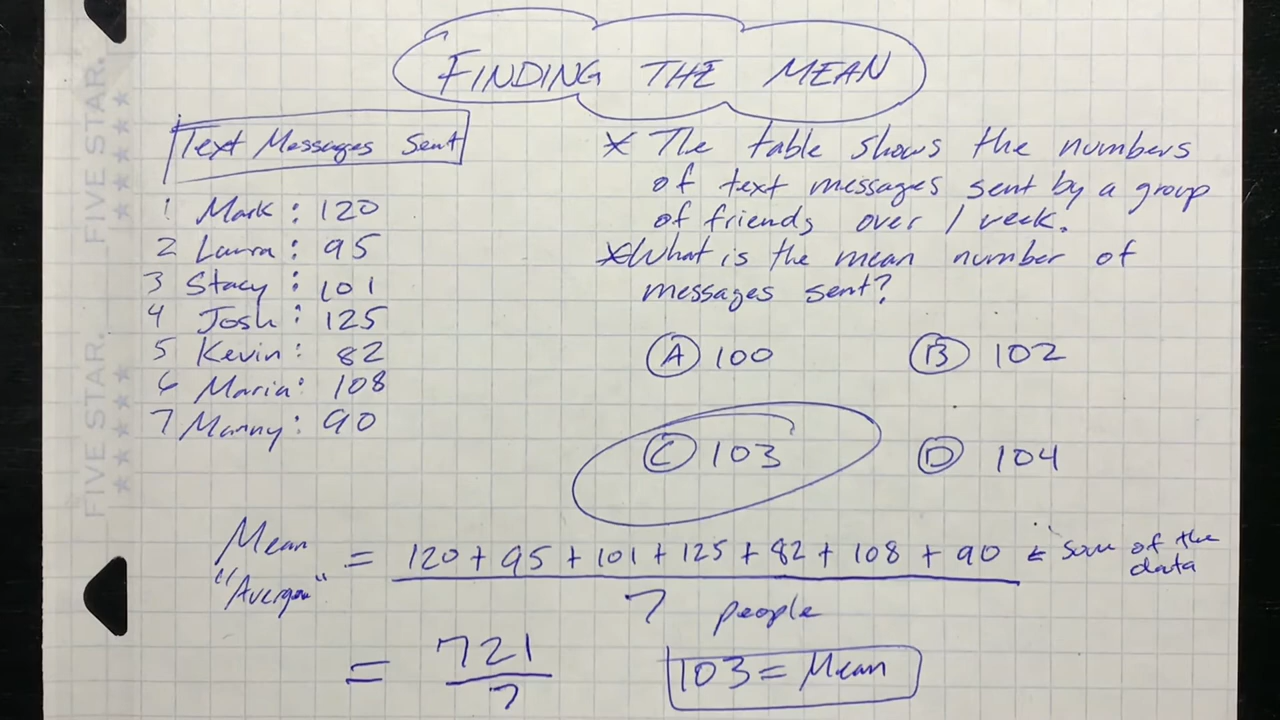 FINDING THE MEAN
Text Messages Sent
1 Mark : 120
2 Laura : 95
3 Stacy : 101
4 Josh : 125
5 Kevin : 82
6 Maria : 108
7 Manny : 90
* The table shows the numbers
of text messages sent by a group
of friends over 1 week.
* What is the mean number of
messages sent?
A 100
B 102
C 103
D 104
Mean
"Average"
= 120 + 95 + 101 + 125 + 82 + 108 + 90 ← sum of the
data
7 people
= 721
7
103 = Mean
FIVE STAR.
FIVE STAR.